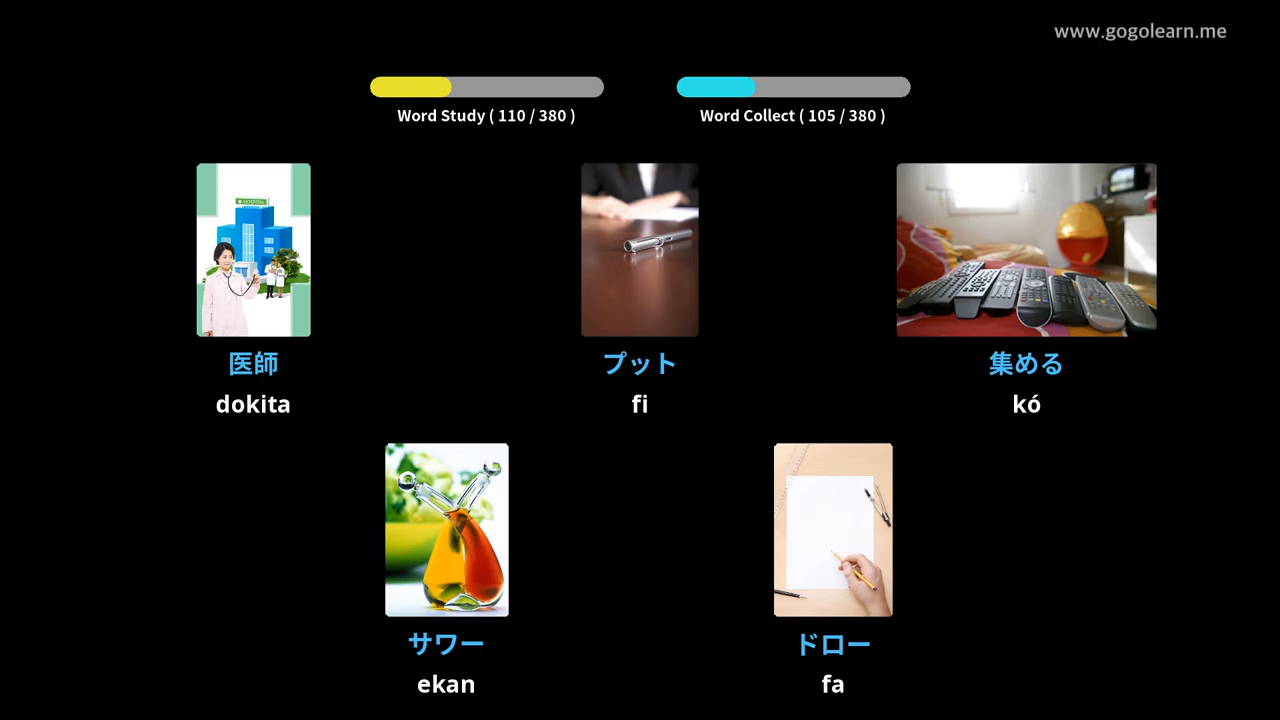 www.gogolearn.me
Word Study ( 110 / 380 )
Word Collect ( 105 / 380 )
HOSPITAL
医師
プット
集める
dokita
fi
kó
サワー
ドロー
ekan
fa